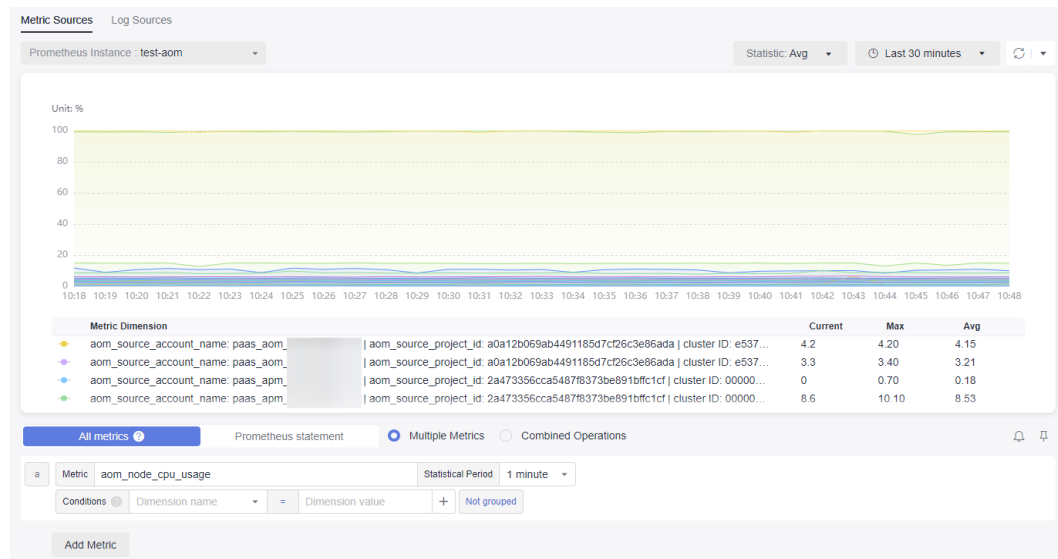 Metric Sources Log Sources
Prometheus Instance : test-aom Statistic: Avg Last 30 minutes
Unit: %
100
80
60
40
20
0
10:18 10:19 10:20 10:21 10:22 10:23 10:24 10:25 10:26 10:27 10:28 10:29 10:30 10:31 10:32 10:33 10:34 10:35 10:36 10:37 10:38 10:39 10:40 10:41 10:42 10:43 10:44 10:45 10:46 10:47 10:48
Metric Dimension Current Max Avg
aom_source_account_name: paas_aom_ | aom_source_project_id: a0a12b069ab4491185d7cf26c3e86ada | cluster ID: e537... 4.2 4.20 4.15
aom_source_account_name: paas_aom_ | aom_source_project_id: a0a12b069ab4491185d7cf26c3e86ada | cluster ID: e537... 3.3 3.40 3.21
aom_source_account_name: paas_apm_ | aom_source_project_id: 2a473356cca5487f8373be891bffc1cf | cluster ID: 00000... 0 0.70 0.18
aom_source_account_name: paas_apm_ | aom_source_project_id: 2a473356cca5487f8373be891bffc1cf | cluster ID: 00000... 8.6 10.10 8.53
All metrics ? Prometheus statement Multiple Metrics Combined Operations
a Metric aom_node_cpu_usage Statistical Period 1 minute
Conditions Dimension name = Dimension value + Not grouped
Add Metric